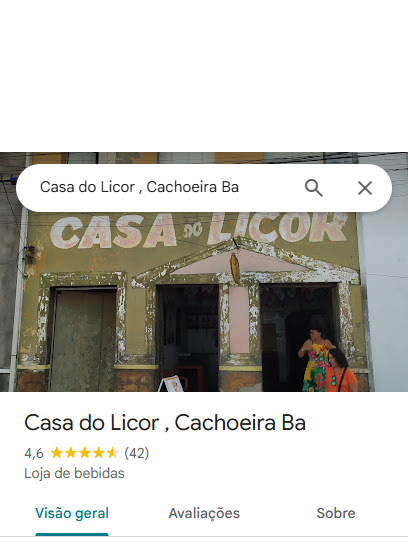 Casa do Licor , Cachoeira Ba
CASA DO LICOR
Casa do Licor , Cachoeira Ba
4,6 (42)
Loja de bebidas
Visão geral Avaliações Sobre